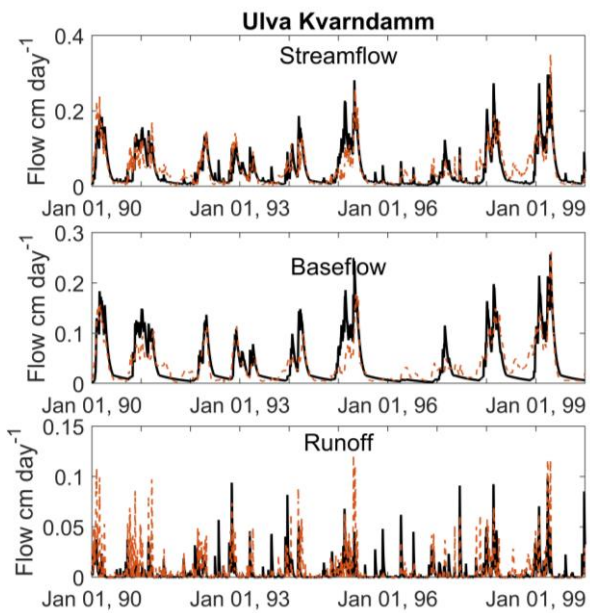 Ulva Kvarndamm
Streamflow
Flow cm day-1
0.4
0.2
0
Jan 01, 90 Jan 01, 93 Jan 01, 96 Jan 01, 99
Baseflow
Flow cm day-1
0.3
0.2
0.1
0
Jan 01, 90 Jan 01, 93 Jan 01, 96 Jan 01, 99
Runoff
Flow cm day-1
0.15
0.1
0.05
0
Jan 01, 90 Jan 01, 93 Jan 01, 96 Jan 01, 99